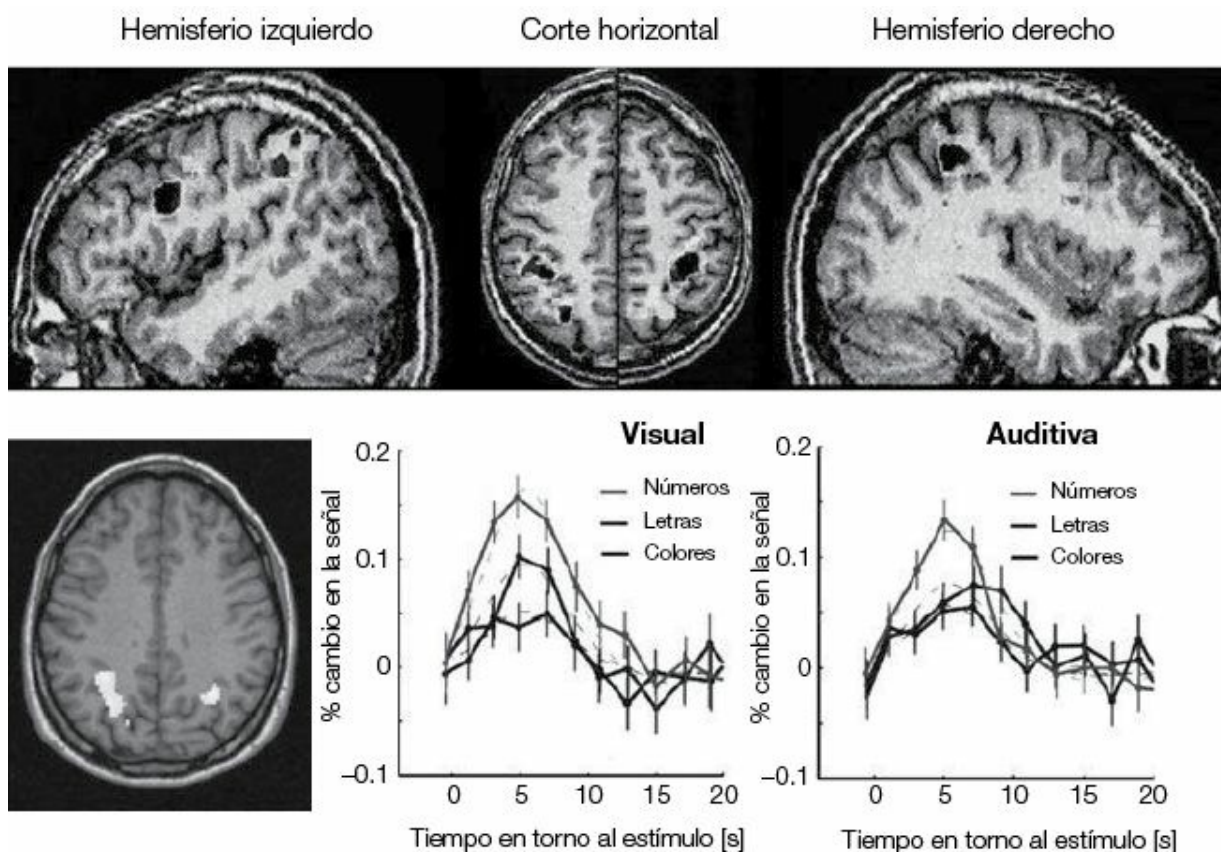 Hemisferio izquierdo
Corte horizontal
Hemisferio derecho
Visual
% cambio en la señal
0.2
0.1
0
–0.1
Números
Letras
Colores
0 5 10 15 20
Tiempo en torno al estímulo [s]
Auditiva
% cambio en la señal
0.2
0.1
0
–0.1
Números
Letras
Colores
0 5 10 15 20
Tiempo en torno al estímulo [s]